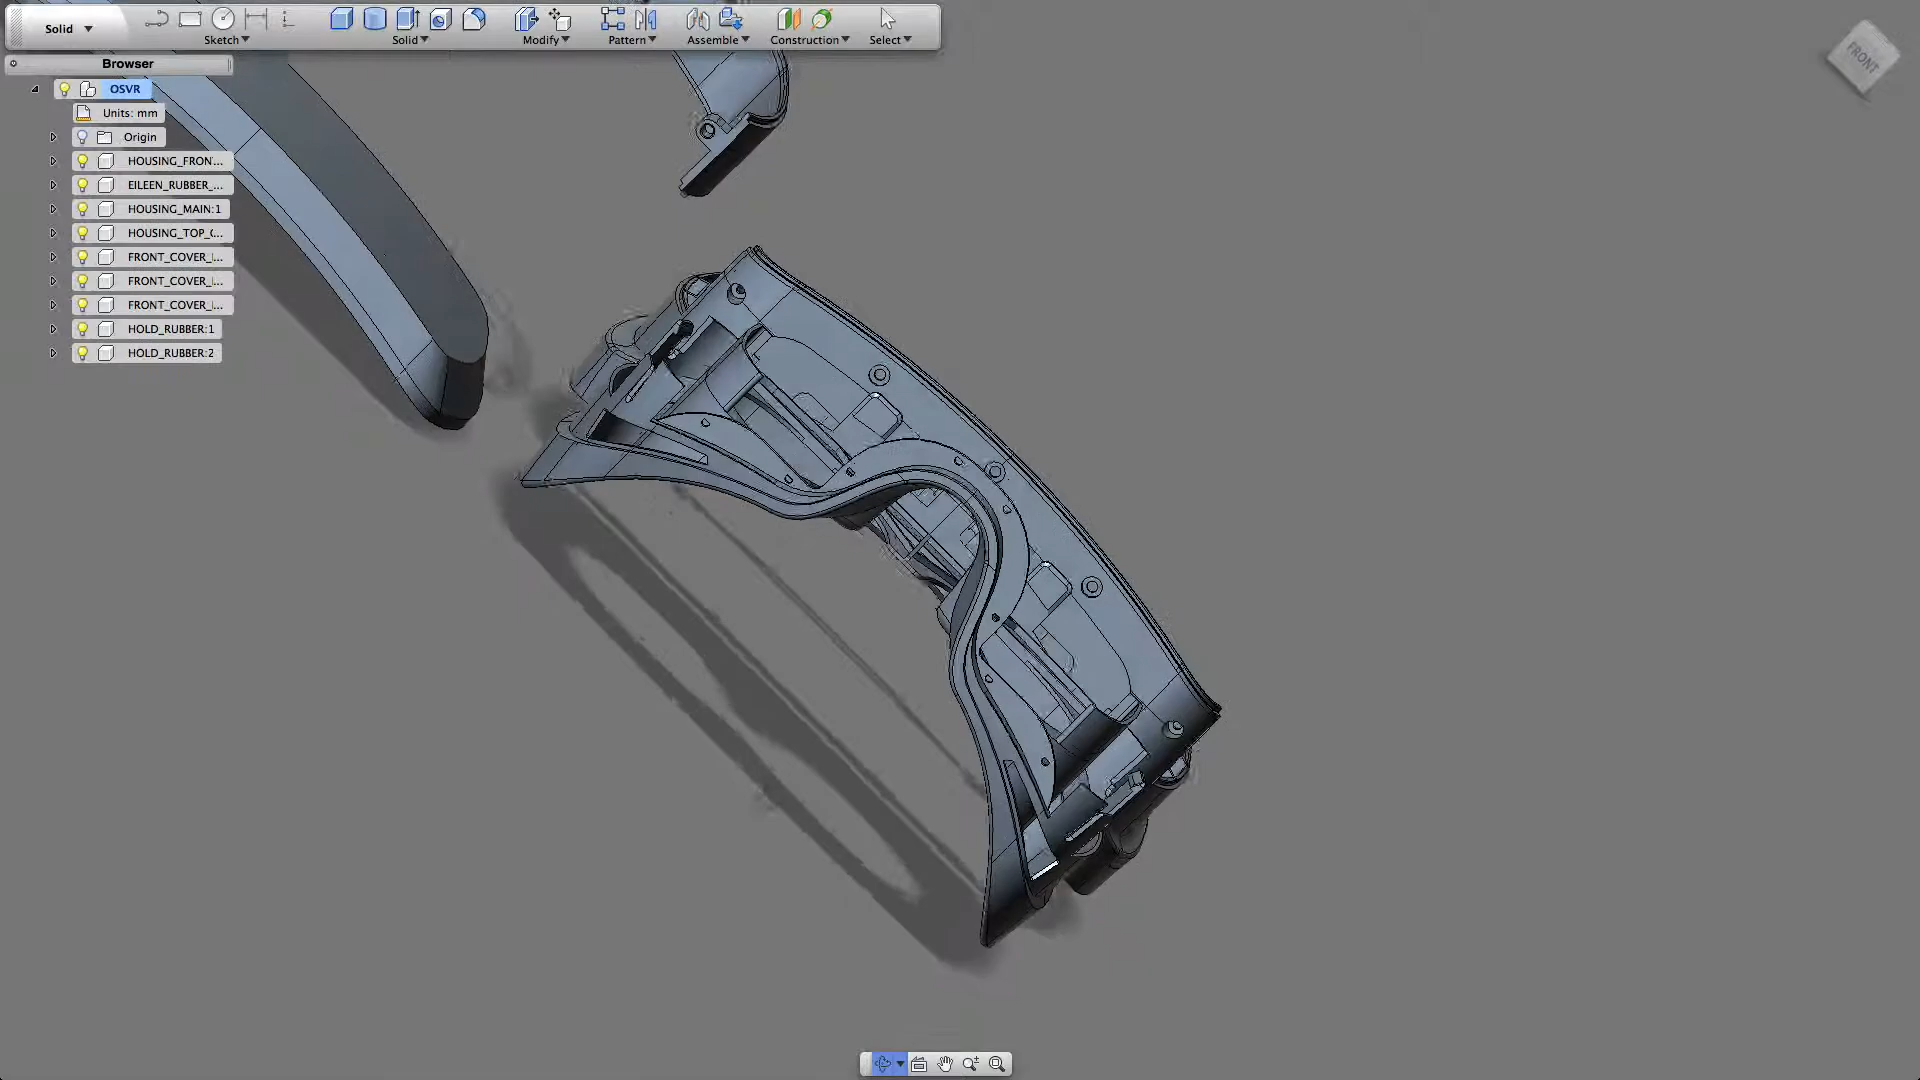 Solid
Sketch
Solid
Modify
Pattern
Assemble
Construction
Select
Browser
OSVR
Units: mm
Origin
HOUSING_FRON...
EILEEN_RUBBER_...
HOUSING_MAIN:1
HOUSING_TOP_C...
FRONT_COVER_I...
FRONT_COVER_I...
FRONT_COVER_I...
HOLD_RUBBER:1
HOLD_RUBBER:2
FRONT